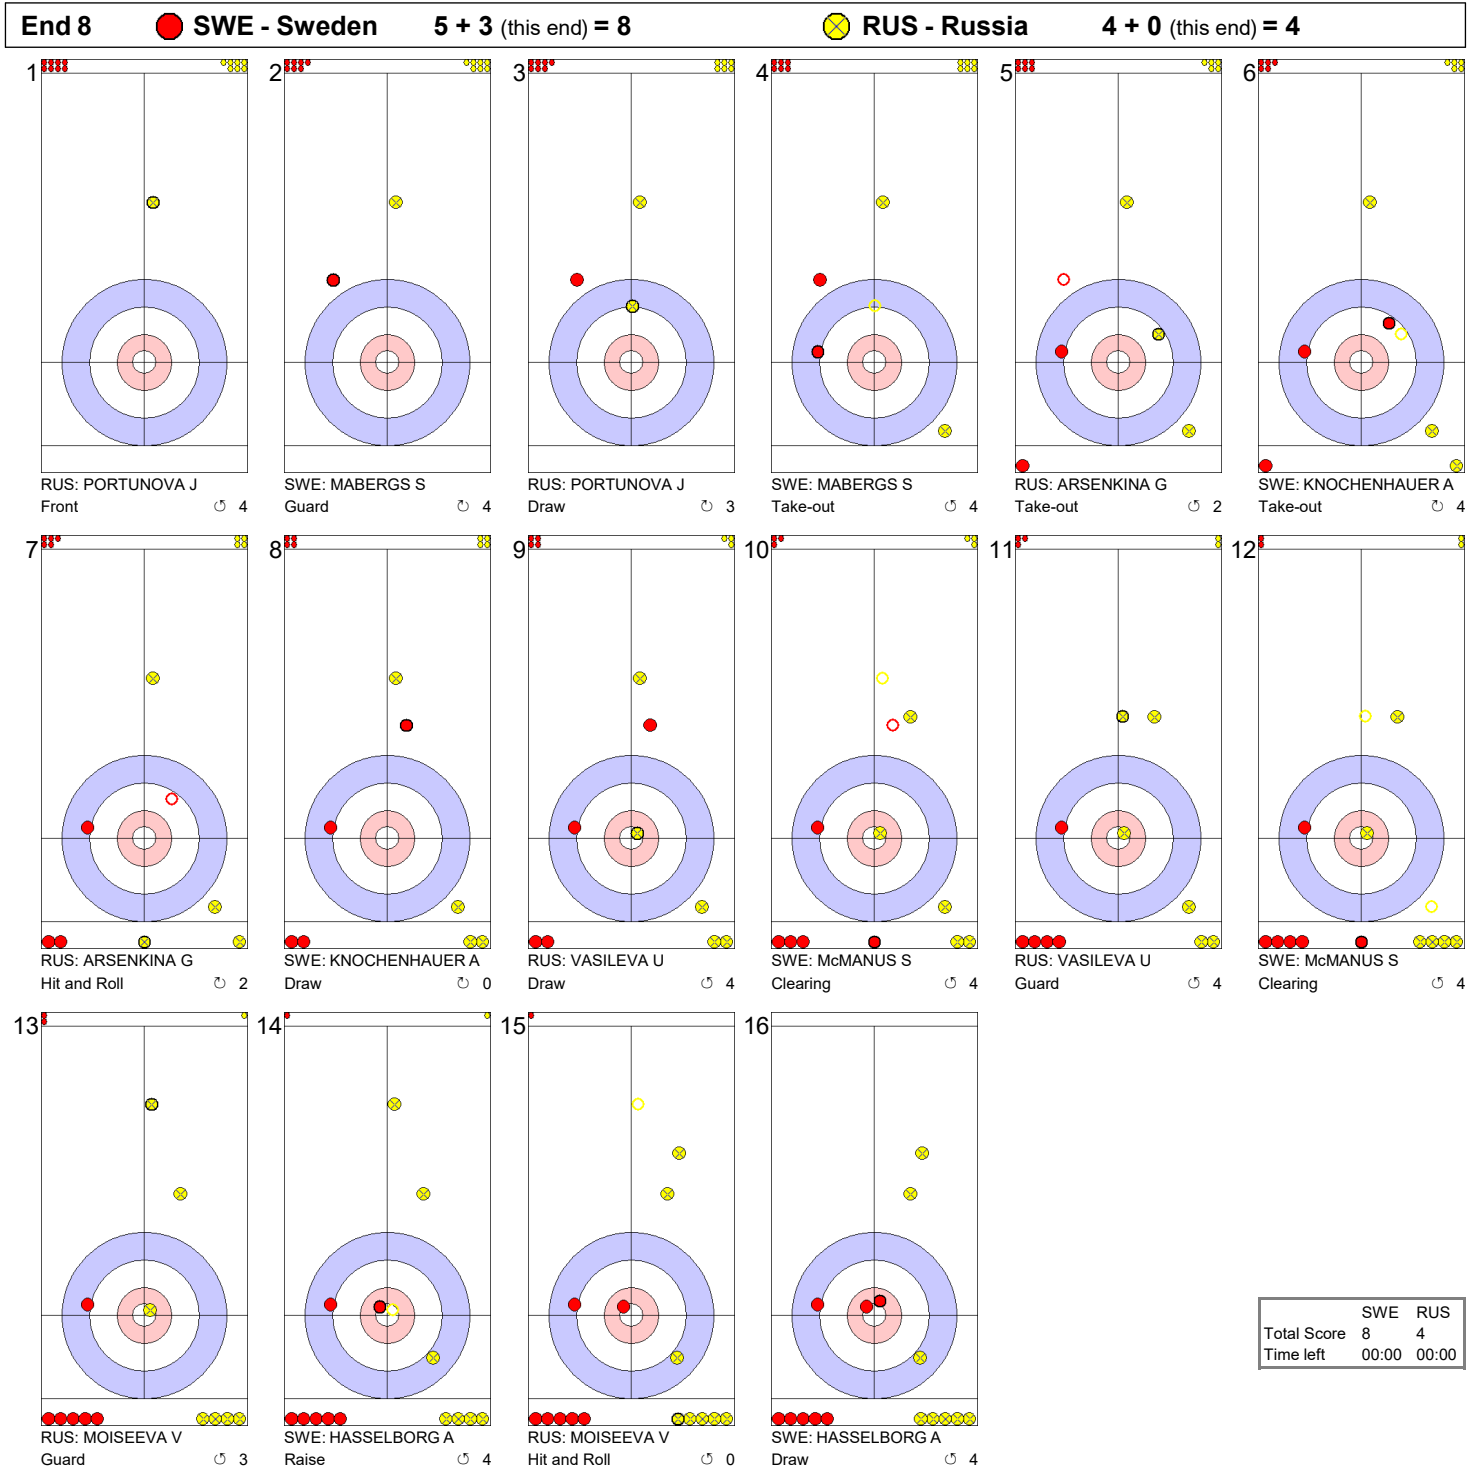 End 8 SWE - Sweden 5 + 3 (this end) = 8 RUS - Russia 4 + 0 (this end) = 4
1 2 3 4 5 6
RUS: PORTUNOVA J SWE: MABERGS S RUS: PORTUNOVA J SWE: MABERGS S RUS: ARSENKINA G SWE: KNOCHENHAUER A
Front ↺ 4 Guard ↻ 4 Draw ↻ 3 Take-out ↺ 4 Take-out ↺ 2 Take-out ↻ 4
7 8 9 10 11 12
RUS: ARSENKINA G SWE: KNOCHENHAUER A RUS: VASILEVA U SWE: McMANUS S RUS: VASILEVA U SWE: McMANUS S
Hit and Roll ↻ 2 Draw ↻ 0 Draw ↺ 4 Clearing ↺ 4 Guard ↺ 4 Clearing ↺ 4
13 14 15 16
SWE RUS
Total Score 8 4
Time left 00:00 00:00
RUS: MOISEEVA V SWE: HASSELBORG A RUS: MOISEEVA V SWE: HASSELBORG A
Guard ↺ 3 Raise ↺ 4 Hit and Roll ↺ 0 Draw ↺ 4